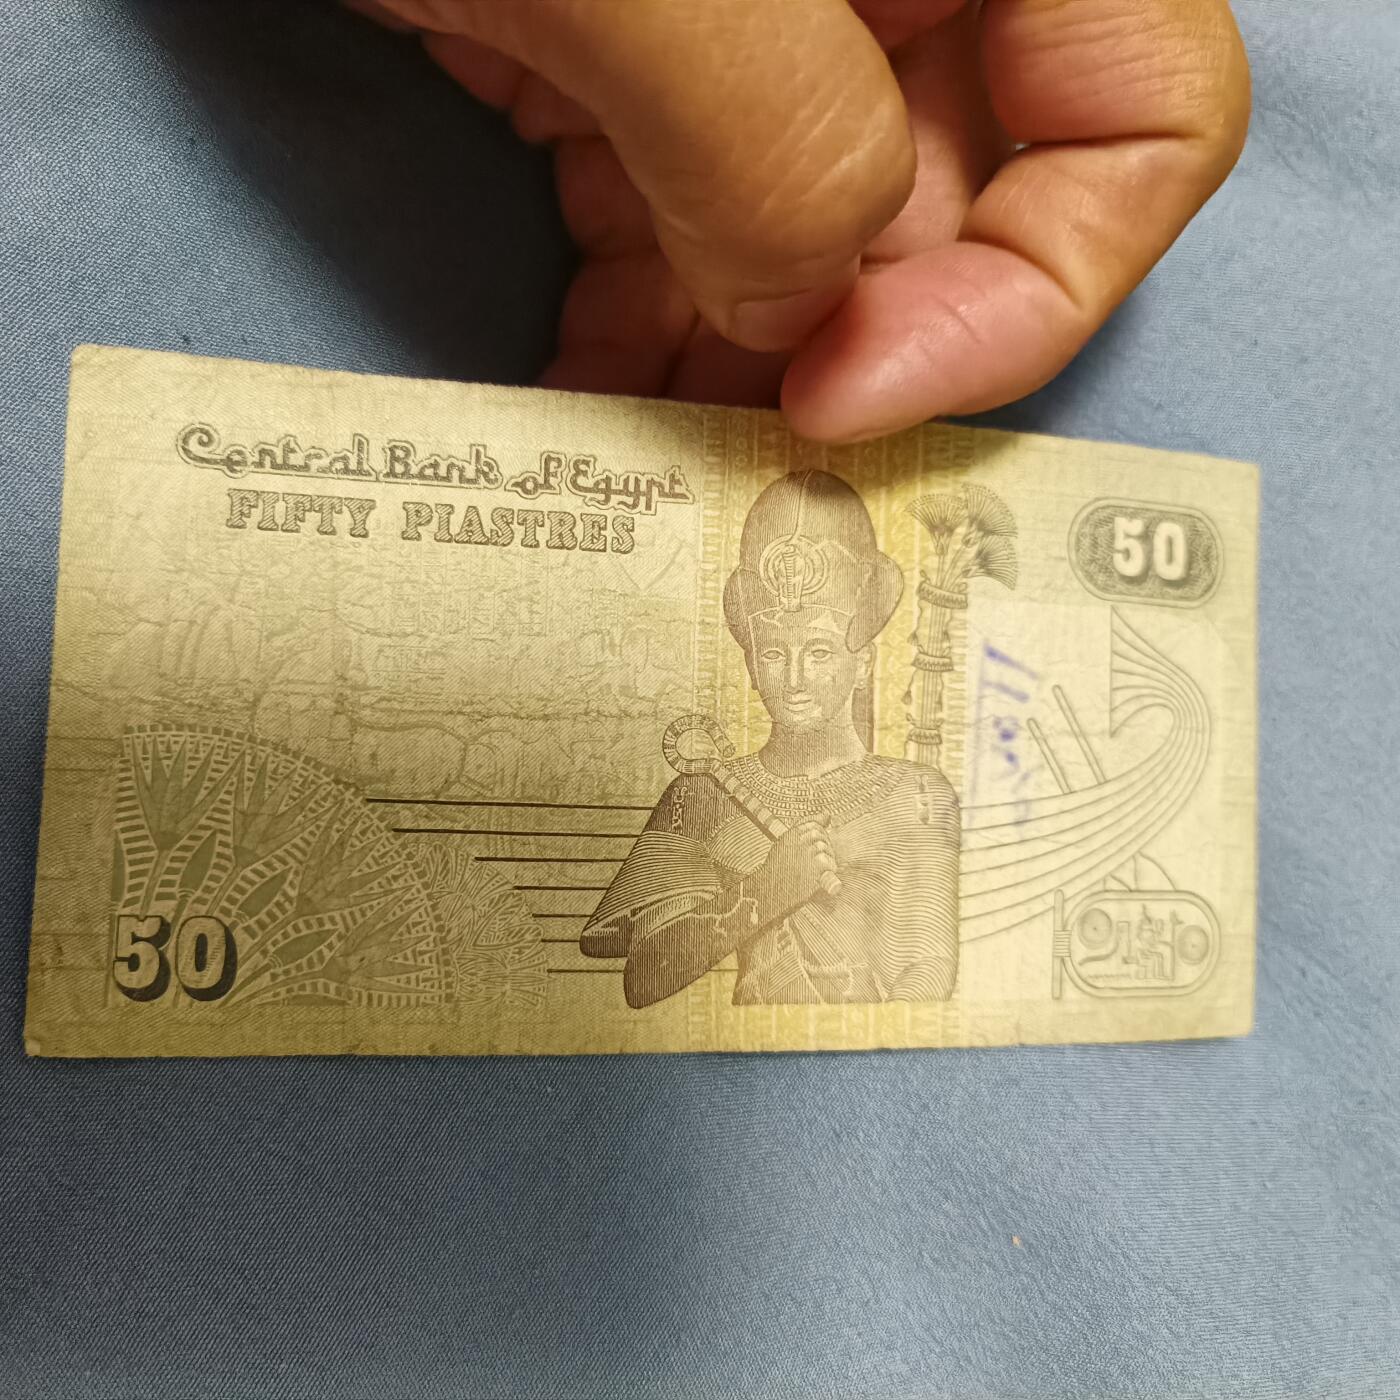 Central Bank of Egypt
FIFTY PIASTRES
50
50